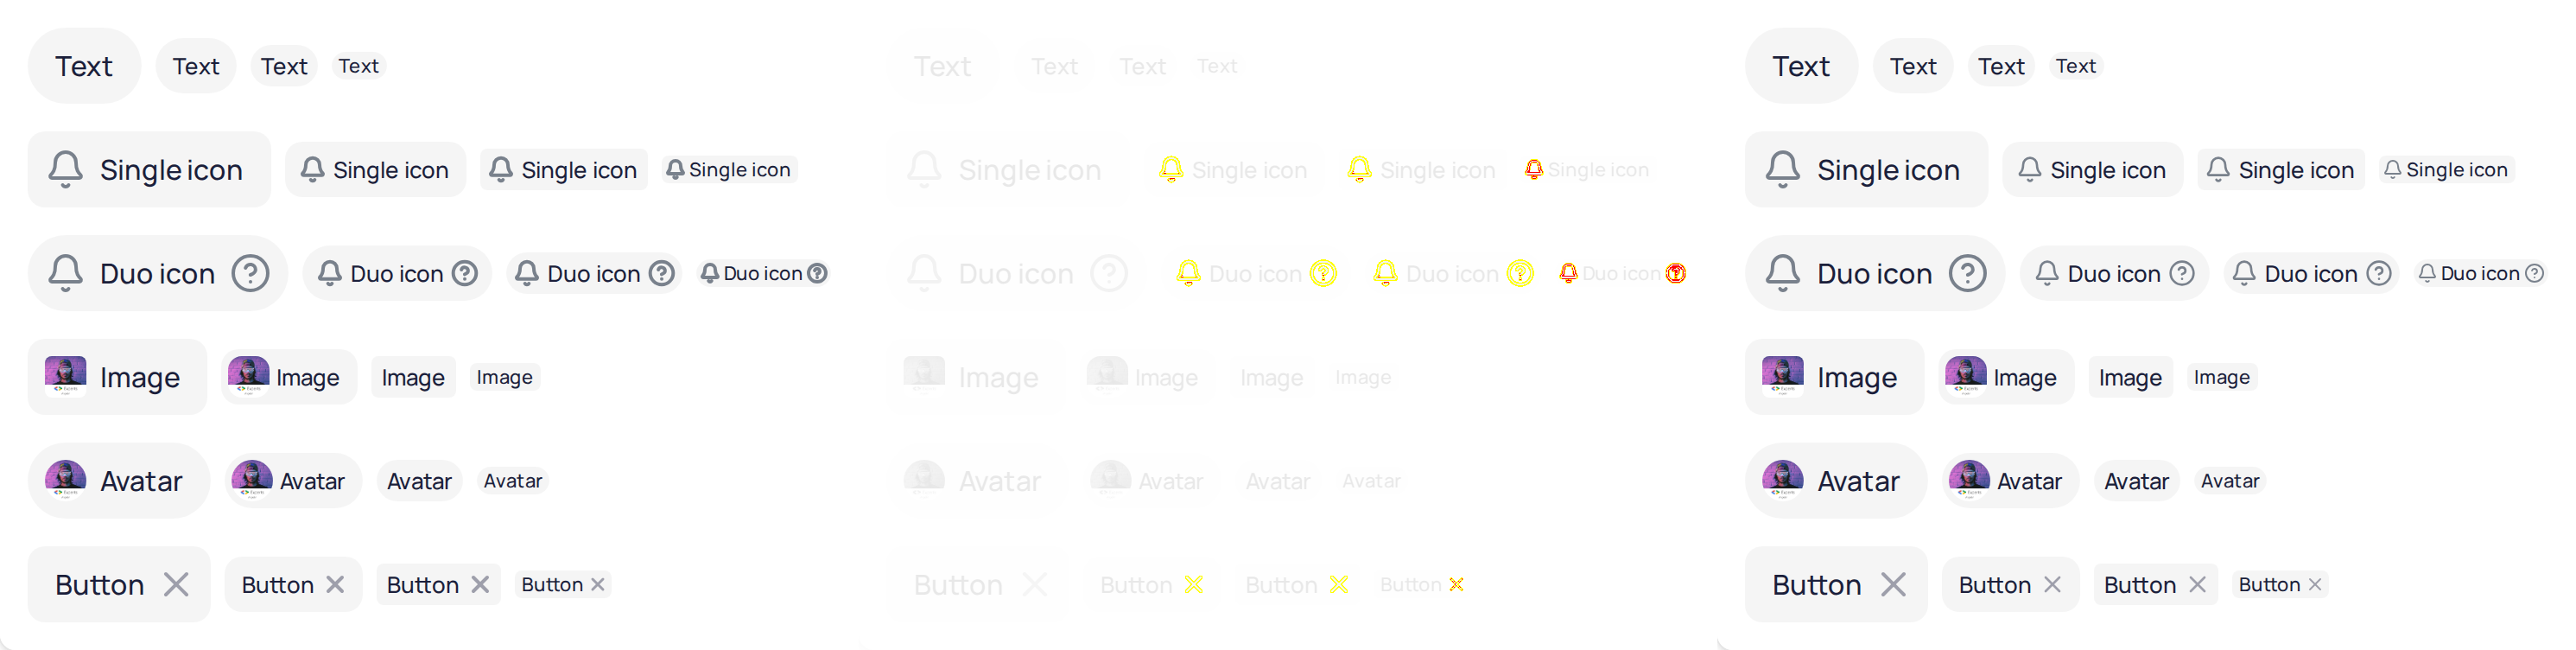 Text Text Text Text Text Text Text Text Text Text Text Text
Single icon Single icon Single icon Single icon Single icon Single icon Single icon Single icon Single icon Single icon Single icon Single icon
Duo icon Duo icon Duo icon Duo icon Duo icon Duo icon Duo icon Duo icon Duo icon Duo icon Duo icon Duo icon
Image Image Image Image Image Image Image Image Image Image Image Image
Avatar Avatar Avatar Avatar Avatar Avatar Avatar Avatar Avatar Avatar Avatar Avatar
Button Button Button Button Button Button Button Button Button Button Button Button